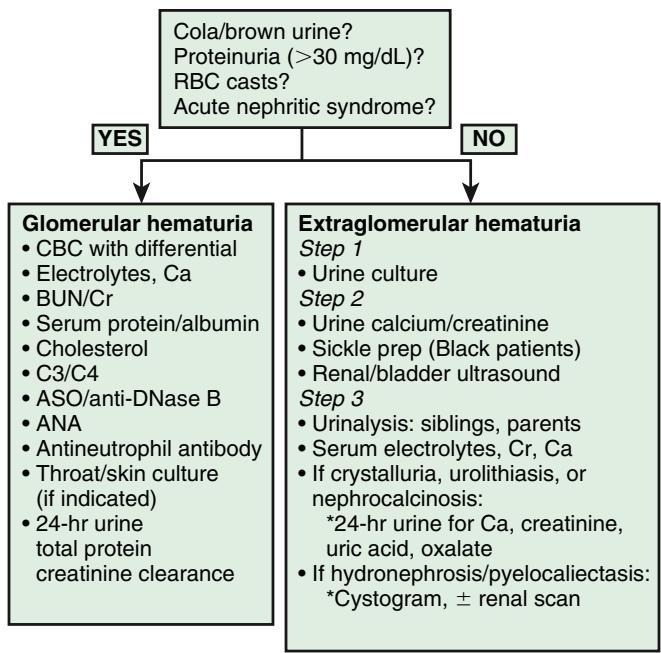 Cola/brown urine?
Proteinuria (>30 mg/dL)?
RBC casts?
Acute nephritic syndrome?
YES
NO
Glomerular hematuria
• CBC with differential
• Electrolytes, Ca
• BUN/Cr
• Serum protein/albumin
• Cholesterol
• C3/C4
• ASO/anti-DNase B
• ANA
• Antineutrophil antibody
• Throat/skin culture
(if indicated)
• 24-hr urine
total protein
creatinine clearance
Extraglomerular hematuria
Step 1
• Urine culture
Step 2
• Urine calcium/creatinine
• Sickle prep (Black patients)
• Renal/bladder ultrasound
Step 3
• Urinalysis: siblings, parents
• Serum electrolytes, Cr, Ca
• If crystalluria, urolithiasis, or
nephrocalcinosis:
*24-hr urine for Ca, creatinine,
uric acid, oxalate
• If hydronephrosis/pyelocaliectasis:
*Cystogram, ± renal scan